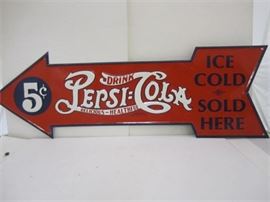 5¢
DRINK
PEPSI:COLA
DELICIOUS-HEALTHFUL
ICE
COLD
SOLD
HERE